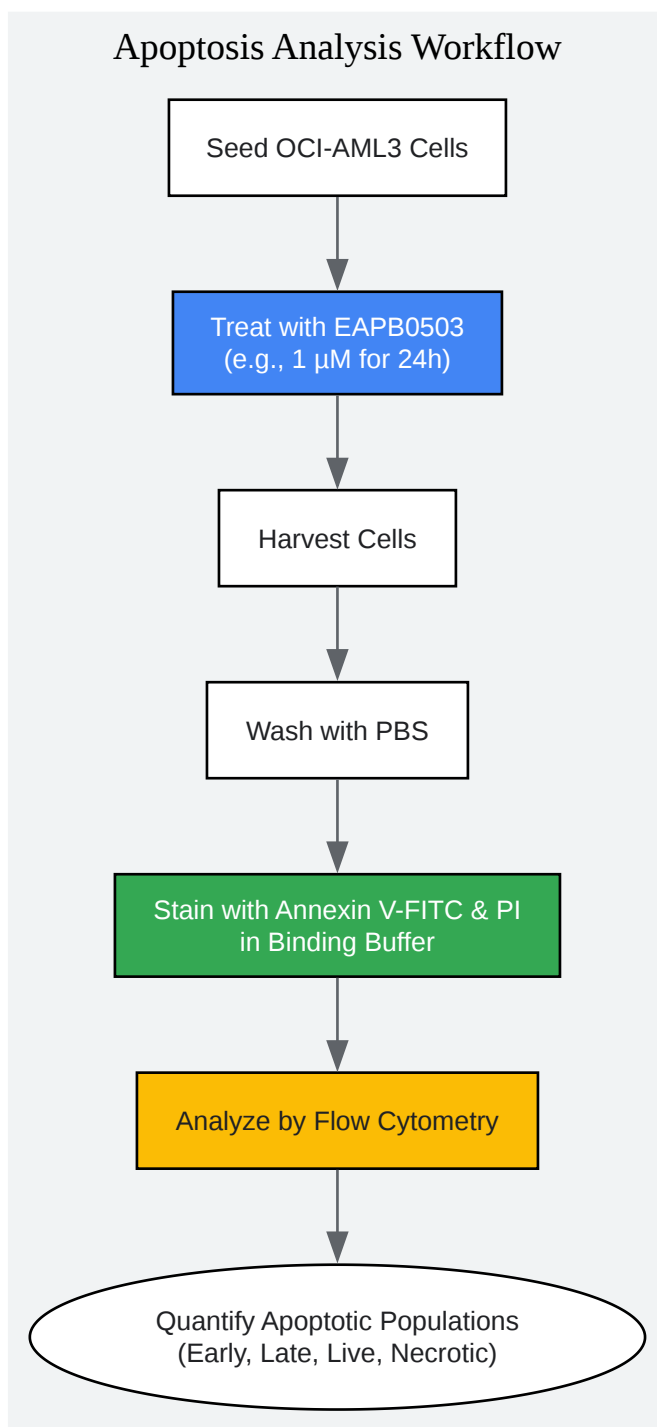 Apoptosis Analysis Workflow
Seed OCI-AML3 Cells
Treat with EAPB0503
(e.g., 1 µM for 24h)
Harvest Cells
Wash with PBS
Stain with Annexin V-FITC & PI
in Binding Buffer
Analyze by Flow Cytometry
Quantify Apoptotic Populations
(Early, Late, Live, Necrotic)